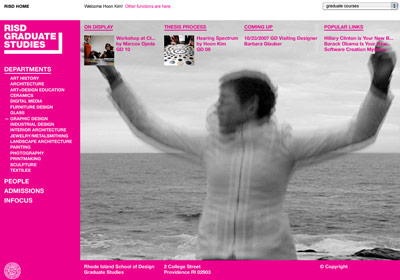 RISD HOME
Welcome Hoon Kim! Other functions are here.
graduate courses
RISD
GRADUATE
STUDIES
ON DISPLAY
Workshop at Ci...
by Marcos Ojeda
GD 10
THESIS PROCESS
Hearing Spectrum
by Hoon Kim
GD 08
COMING UP
10/22/2007 GD Visiting Designer
Barbara Glauber
POPULAR LINKS
Hillary Clinton is Your New B...
Barack Obama Is Your New...
Software Creation My
DEPARTMENTS
ART HISTORY
ARCHITECTURE
ART+DESIGN EDUCATION
CERAMICS
DIGITAL MEDIA
FURNITURE DESIGN
GLASS
GRAPHIC DESIGN
INDUSTRIAL DESIGN
INTERIOR ARCHITECTURE
JEWELRY/METALSMITHING
LANDSCAPE ARCHITECTURE
PAINTING
PHOTOGRAPHY
PRINTMAKING
SCULPTURE
TEXTILES
PEOPLE
ADMISSIONS
INFOCUS
Rhode Island School of Design
Graduate Studies
2 College Street
Providence RI 02903
© Copyright